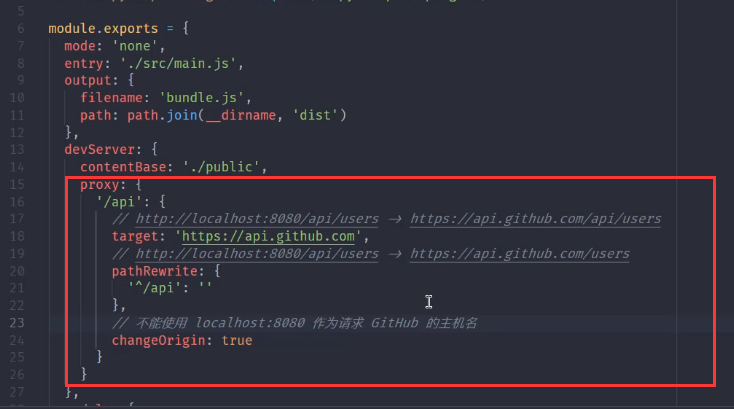 5
6 module.exports = {
7 mode: 'none',
8 entry: './src/main.js',
9 output: {
10 filename: 'bundle.js',
11 path: path.join(__dirname, 'dist')
12 },
13 devServer: {
14 contentBase: './public',
15 proxy: {
16 '/api': {
17 // http://localhost:8080/api/users → https://api.github.com/api/users
18 target: 'https://api.github.com',
19 // http://localhost:8080/api/users → https://api.github.com/users
20 pathRewrite: {
21 '^/api': ''
22 },
23 // 不能使用 localhost:8080 作为请求 GitHub 的主机名
24 changeOrigin: true
25 }
26 }
27 },